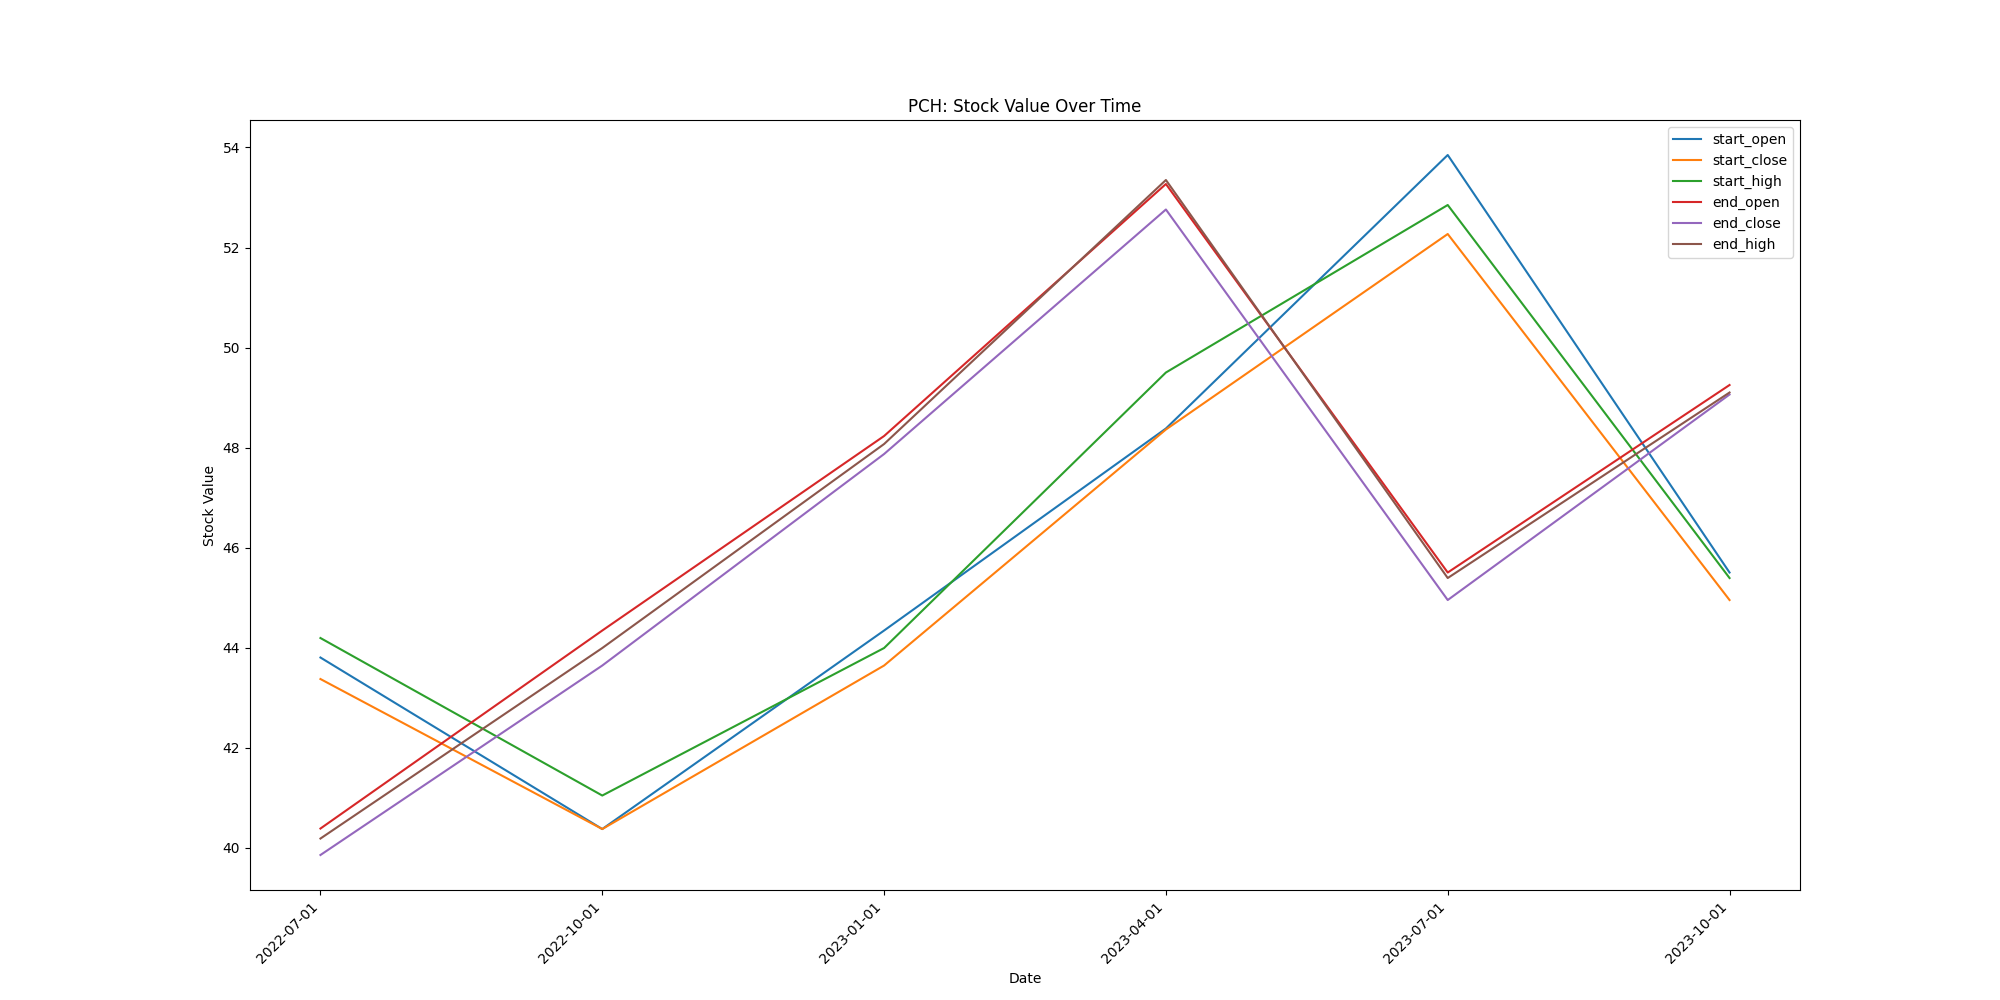 PCH: Stock Value Over Time
start_open
start_close
start_high
end_open
end_close
end_high
54
52
50
48
46
44
42
40
Stock Value
2022-07-01
2022-10-01
2023-01-01
2023-04-01
2023-07-01
2023-10-01
Date